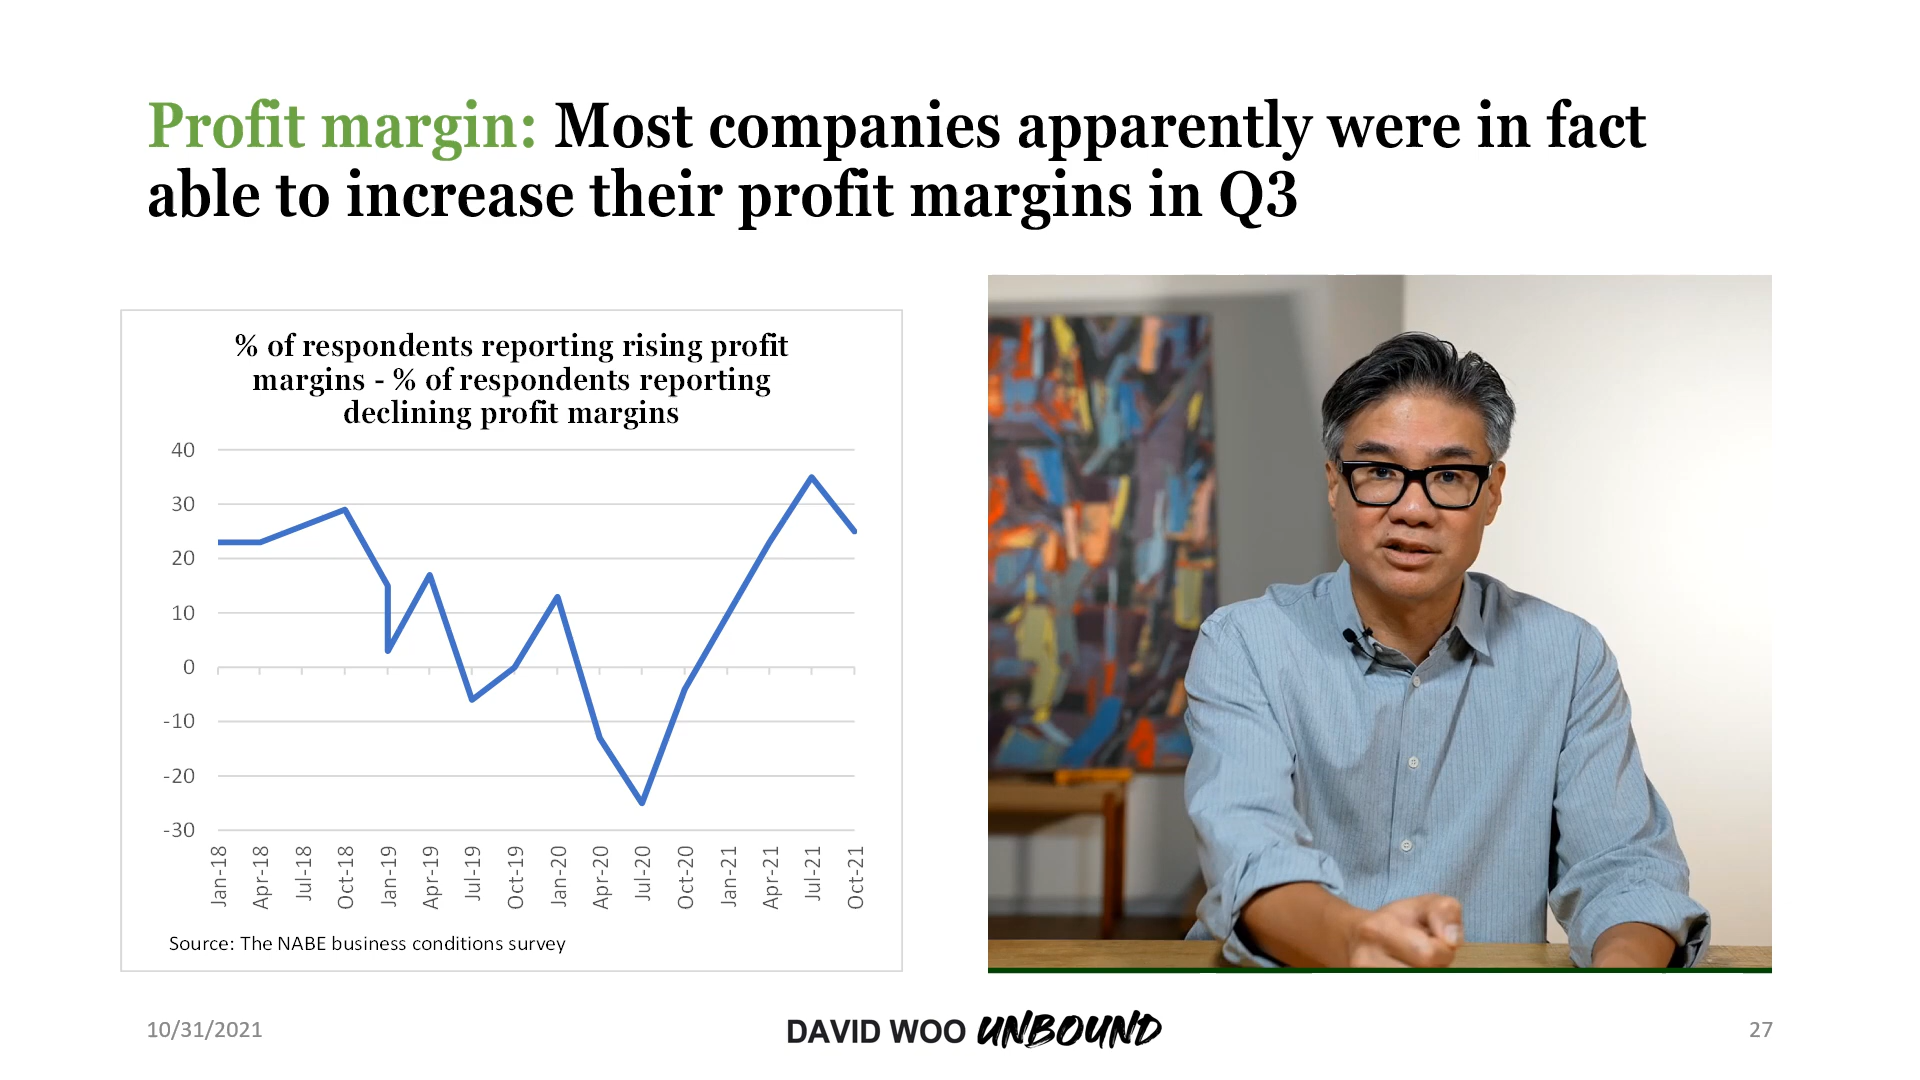 Profit margin: Most companies apparently were in fact
able to increase their profit margins in Q3
% of respondents reporting rising profit
margins - % of respondents reporting
declining profit margins
40
30
20
10
0
-10
-20
-30
Jan-18
Apr-18
Jul-18
Oct-18
Jan-19
Apr-19
Jul-19
Oct-19
Jan-20
Apr-20
Jul-20
Oct-20
Jan-21
Apr-21
Jul-21
Oct-21
Source: The NABE business conditions survey
10/31/2021
DAVID WOO UNBOUND
27